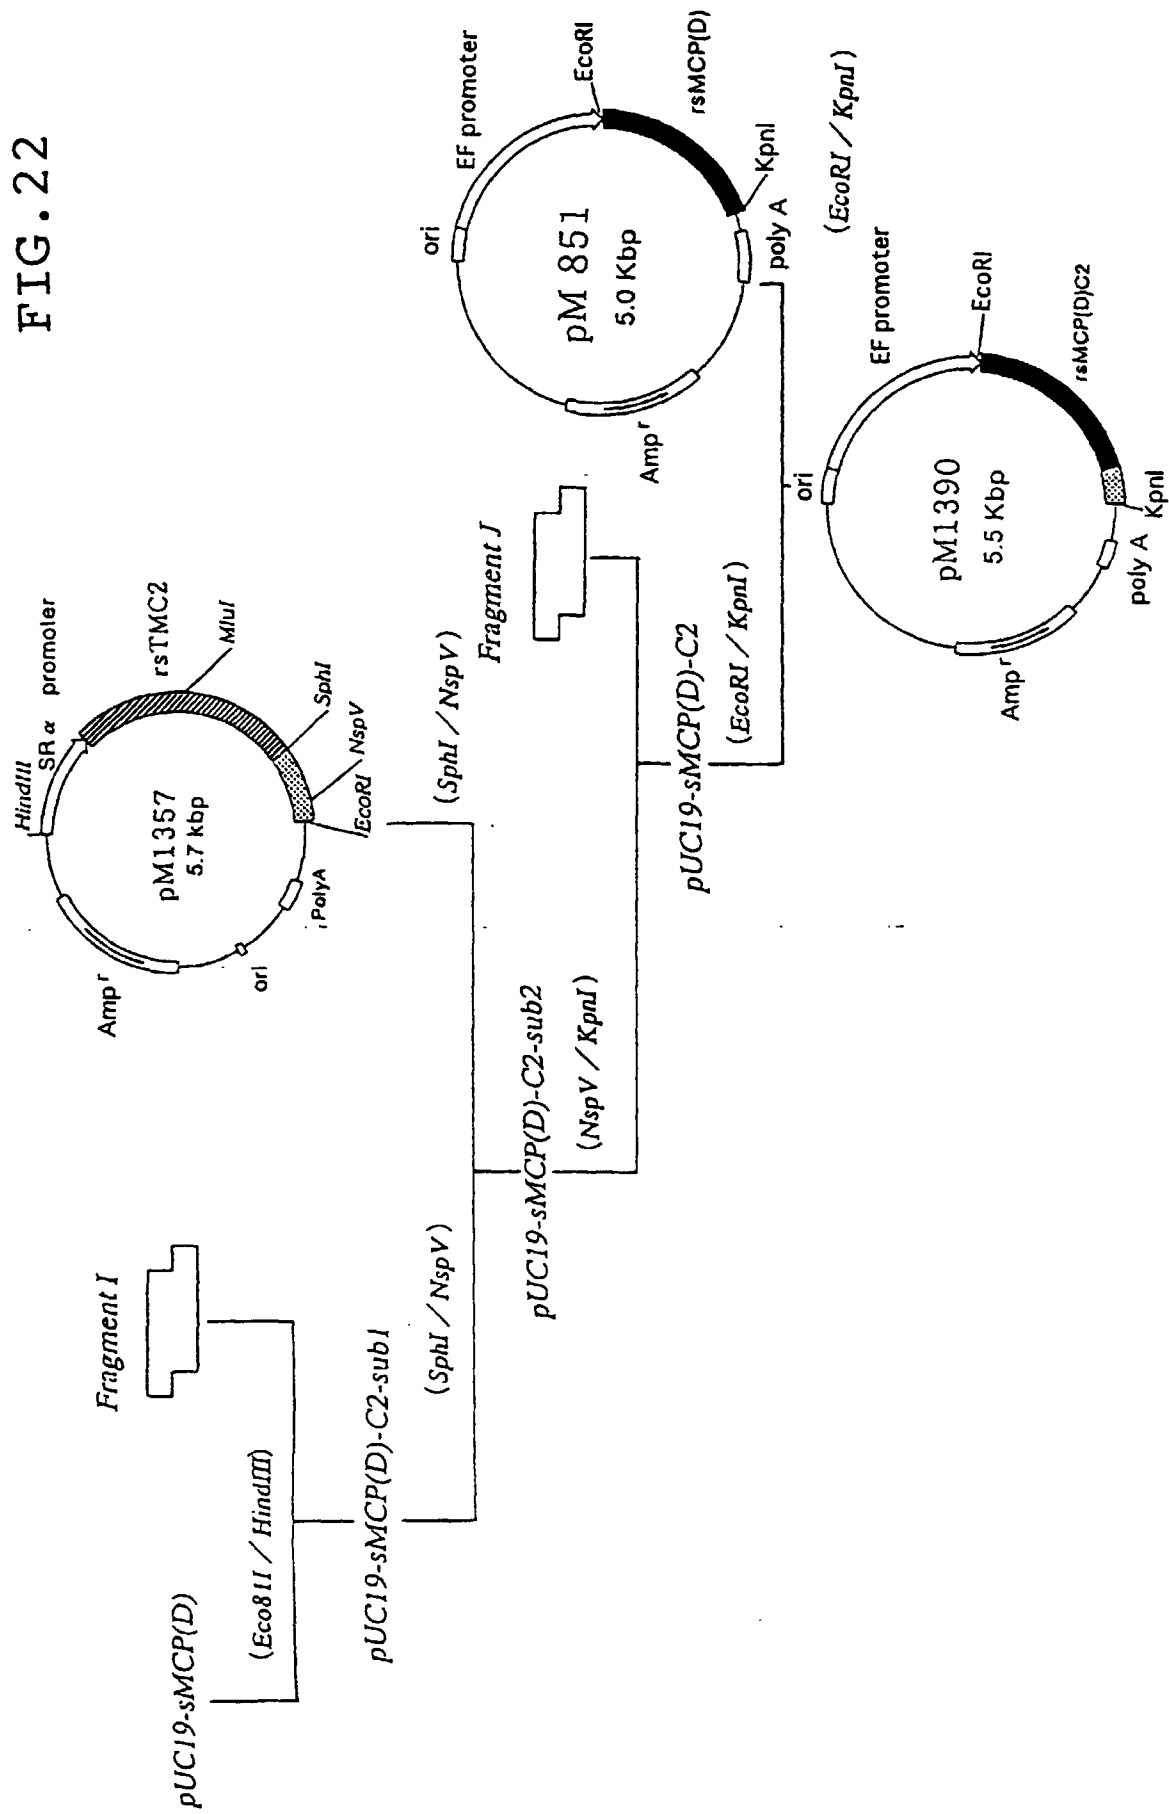 FIG.22
pUC19-sMCP(D)
Fragment I
(Eco81I / HindIII)
pUC19-sMCP(D)-C2-sub1
HindIII
SRα promoter
rsTMC2
MluI
SphI
NspV
EcoRI
PolyA
ori
Amp r
pM1357
5.7 kbp
(SphI / NspV)
(SphI / NspV)
pUC19-sMCP(D)-C2-sub2
(NspV / KpnI)
Fragment J
pUC19-sMCP(D)-C2
(EcoRI / KpnI)
ori
EF promoter
EcoRI
rsMCP(D)
KpnI
poly A
Amp r
pM 851
5.0 Kbp
(EcoRI / KpnI)
ori
EF promoter
EcoRI
rsMCP(D)C2
KpnI
poly A
Amp r
pM1390
5.5 Kbp